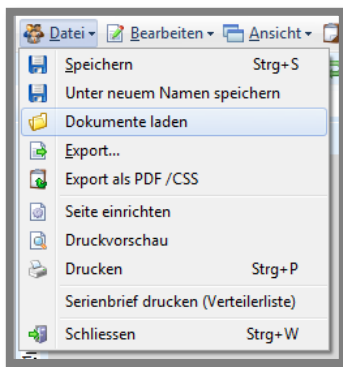 Datei Bearbeiten Ansicht
Speichern Strg+S
Unter neuem Namen speichern
Dokumente laden
Export...
Export als PDF /CSS
Seite einrichten
Druckvorschau
Drucken Strg+P
Serienbrief drucken (Verteilerliste)
Schliessen Strg+W